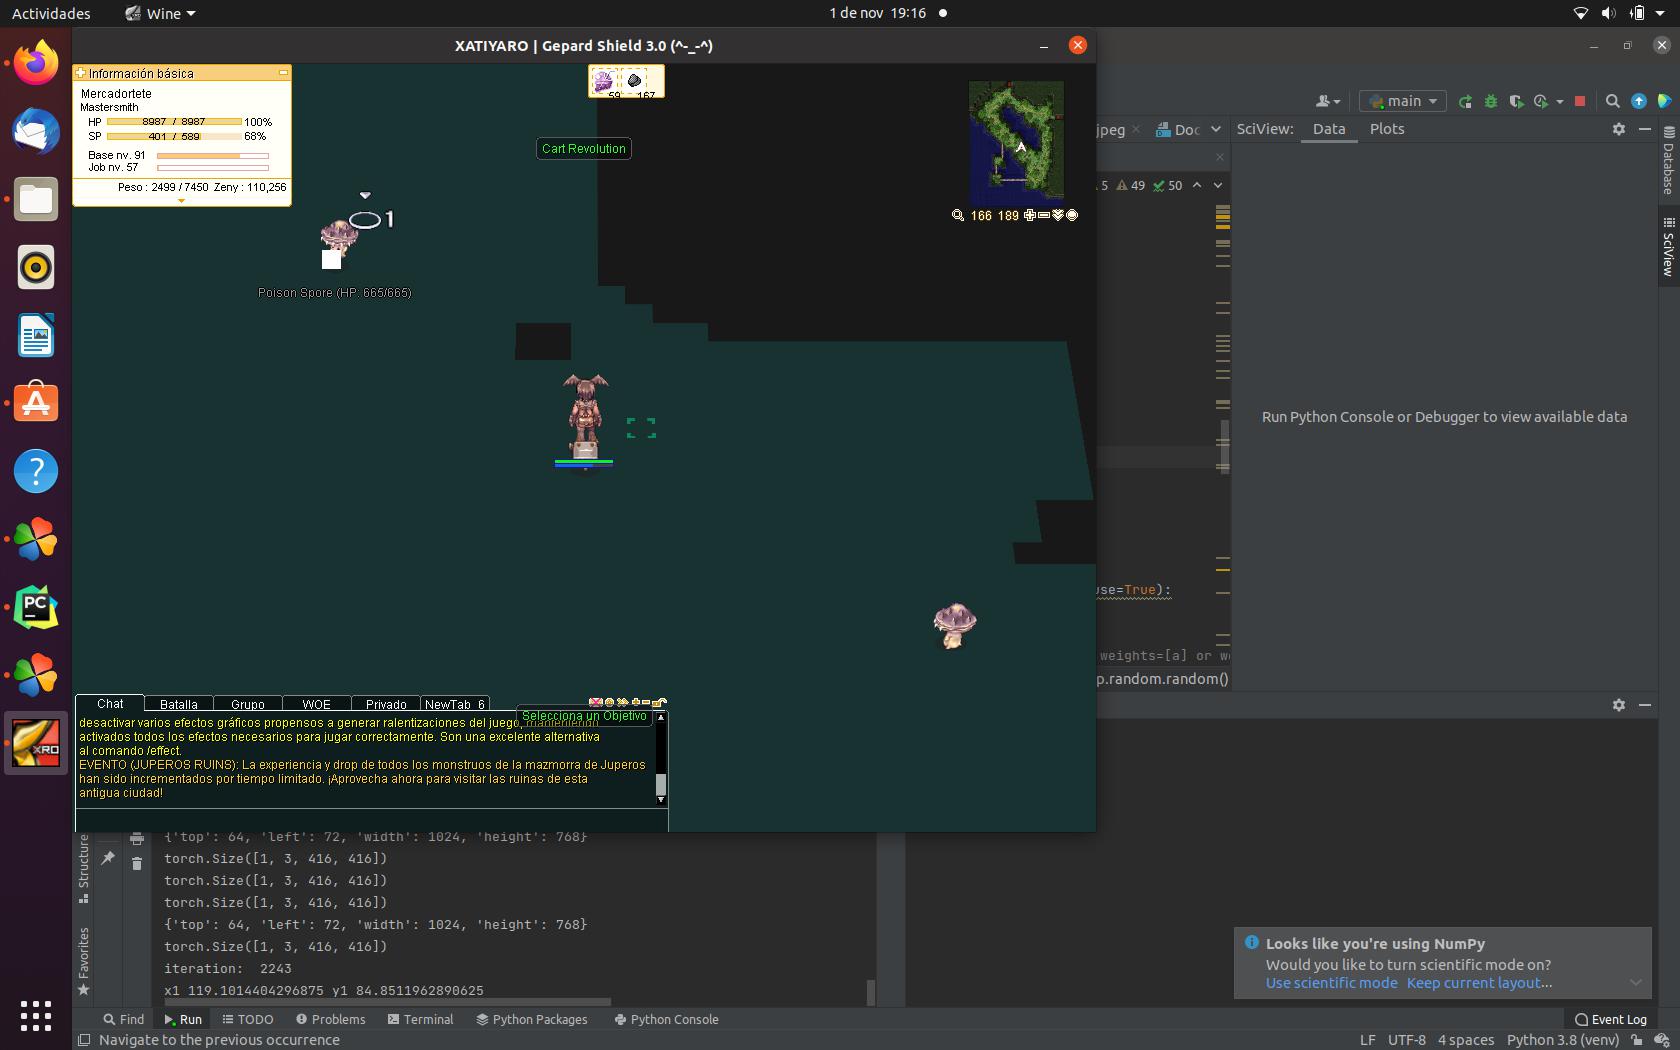 Actividades
Wine
1 de nov 19:16
XATIYARO | Gepard Shield 3.0 (^-_-^)
Información básica
Mercadortete
Mastersmith
HP 8987 / 8987 100%
SP 401 / 589 68%
Base nv. 91
Job nv. 57
Peso : 2499 / 7450 Zeny : 110,256
59 167
Cart Revolution
166 189
1
Poison Spore (HP: 665/665)
main
jpeg
Doc
SciView: Data Plots
5 49 50
Database
SciView
Run Python Console or Debugger to view available data
use=True):
weights=[a] or w
p.random.random()
Chat Batalla Grupo WOE Privado NewTab_6
Selecciona un Objetivo
desactivar varios efectos gráficos propensos a generar ralentizaciones del juego, manteniendo
activados todos los efectos necesarios para jugar correctamente. Son una excelente alternativa
al comando /effect.
EVENTO (JUPEROS RUINS): La experiencia y drop de todos los monstruos de la mazmorra de Juperos
han sido incrementados por tiempo limitado. ¡Aprovecha ahora para visitar las ruinas de esta
antigua ciudad!
PC
XRO
Structure
Favorites
{'top': 64, 'left': 72, 'width': 1024, 'height': 768}
torch.Size([1, 3, 416, 416])
torch.Size([1, 3, 416, 416])
torch.Size([1, 3, 416, 416])
{'top': 64, 'left': 72, 'width': 1024, 'height': 768}
torch.Size([1, 3, 416, 416])
iteration: 2243
x1 119.1014404296875 y1 84.8511962890625
Looks like you're using NumPy
Would you like to turn scientific mode on?
Use scientific mode Keep current layout...
Find Run TODO Problems Terminal Python Packages Python Console
Event Log
Navigate to the previous occurrence
LF UTF-8 4 spaces Python 3.8 (venv)